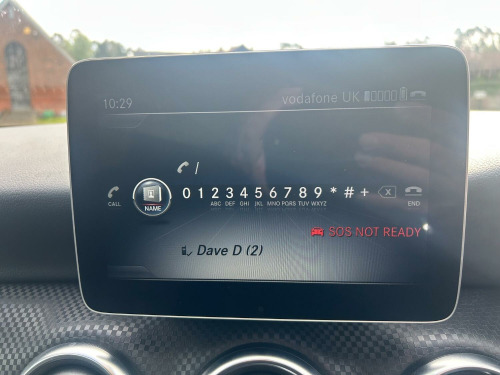 10:29 vodafone UK
/
CALL NAME 0 1 2 3 4 5 6 7 8 9 * # + END
ABC DEF GHI JKL MNO PQRS TUV WXYZ
SOS NOT READY
Dave D (2)